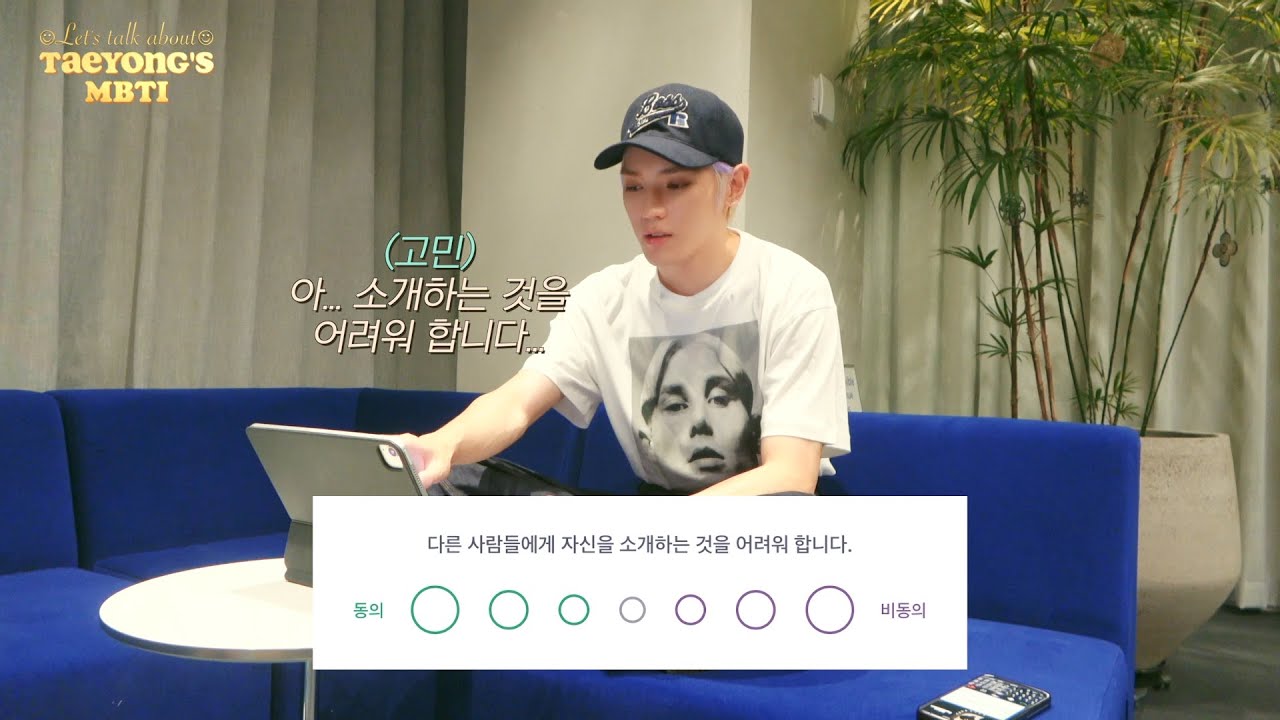 ☺Let's talk about☺
TaeYONG'S
MBTI
Boss
R
(고민)
아... 소개하는 것을
어려워 합니다...
다른 사람들에게 자신을 소개하는 것을 어려워 합니다.
동의 비동의